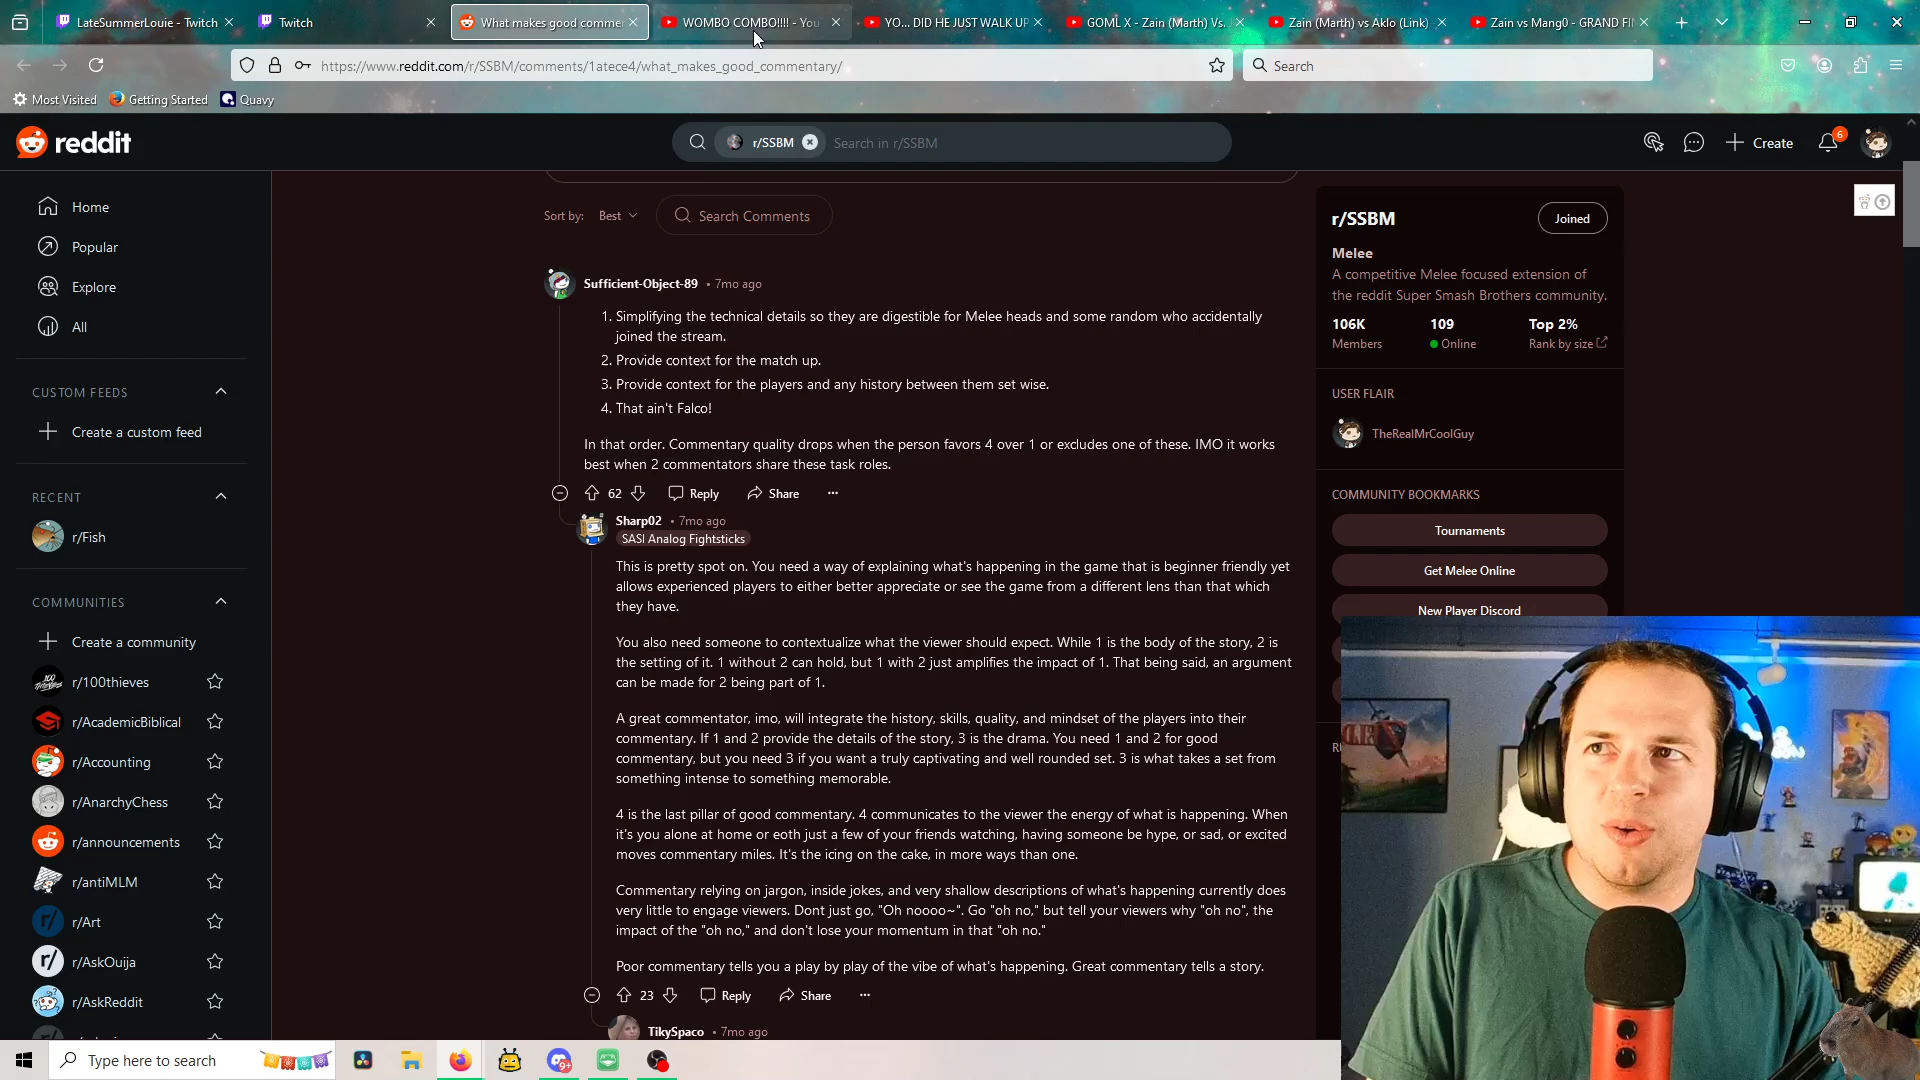 LateSummerLouie - Twitch
Twitch
What makes good comme
WOMBO COMBO!!!! - You
YO... DID HE JUST WALK UP
GOML X - Zain (Marth) Vs.
Zain (Marth) vs Aklo (Link)
Zain vs Mang0 - GRAND FI
https://www.reddit.com/r/SSBM/comments/1atece4/what_makes_good_commentary/
Search
Most Visited
Getting Started
Quavy
reddit
r/SSBM
Search in r/SSBM
Create
6
Home
Popular
Explore
All
CUSTOM FEEDS
Create a custom feed
RECENT
r/Fish
COMMUNITIES
Create a community
r/100thieves
r/AcademicBiblical
r/Accounting
r/AnarchyChess
r/announcements
r/antiMLM
r/Art
r/AskOuija
r/AskReddit
Sort by: Best
Search Comments
Sufficient-Object-89 • 7mo ago
1. Simplifying the technical details so they are digestible for Melee heads and some random who accidentally
joined the stream.
2. Provide context for the match up.
3. Provide context for the players and any history between them set wise.
4. That ain't Falco!
In that order. Commentary quality drops when the person favors 4 over 1 or excludes one of these. IMO it works
best when 2 commentators share these task roles.
62 Reply Share
Sharp02 • 7mo ago
SASI Analog Fightsticks
This is pretty spot on. You need a way of explaining what's happening in the game that is beginner friendly yet
allows experienced players to either better appreciate or see the game from a different lens than that which
they have.
You also need someone to contextualize what the viewer should expect. While 1 is the body of the story, 2 is
the setting of it. 1 without 2 can hold, but 1 with 2 just amplifies the impact of 1. That being said, an argument
can be made for 2 being part of 1.
A great commentator, imo, will integrate the history, skills, quality, and mindset of the players into their
commentary. If 1 and 2 provide the details of the story, 3 is the drama. You need 1 and 2 for good
commentary, but you need 3 if you want a truly captivating and well rounded set. 3 is what takes a set from
something intense to something memorable.
4 is the last pillar of good commentary. 4 communicates to the viewer the energy of what is happening. When
it's you alone at home or eoth just a few of your friends watching, having someone be hype, or sad, or excited
moves commentary miles. It's the icing on the cake, in more ways than one.
Commentary relying on jargon, inside jokes, and very shallow descriptions of what's happening currently does
very little to engage viewers. Dont just go, "Oh noooo~". Go "oh no," but tell your viewers why "oh no", the
impact of the "oh no," and don't lose your momentum in that "oh no."
Poor commentary tells you a play by play of the vibe of what's happening. Great commentary tells a story.
23 Reply Share
TikySpaco • 7mo ago
r/SSBM
Joined
Melee
A competitive Melee focused extension of
the reddit Super Smash Brothers community.
106K 109 Top 2%
Members Online Rank by size
USER FLAIR
TheRealMrCoolGuy
COMMUNITY BOOKMARKS
Tournaments
Get Melee Online
New Player Discord
Type here to search
9+